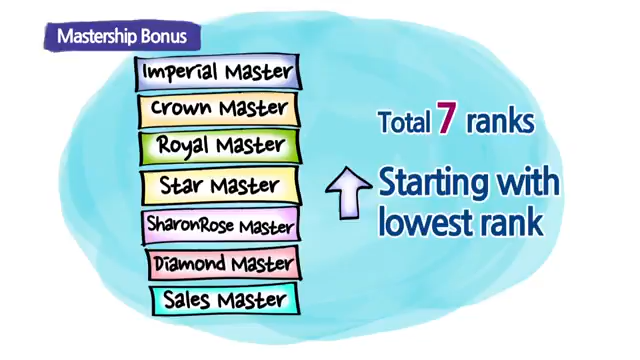 Mastership Bonus
Imperial Master
Crown Master
Royal Master
Star Master
SharonRose Master
Diamond Master
Sales Master
Total 7 ranks
Starting with
lowest rank